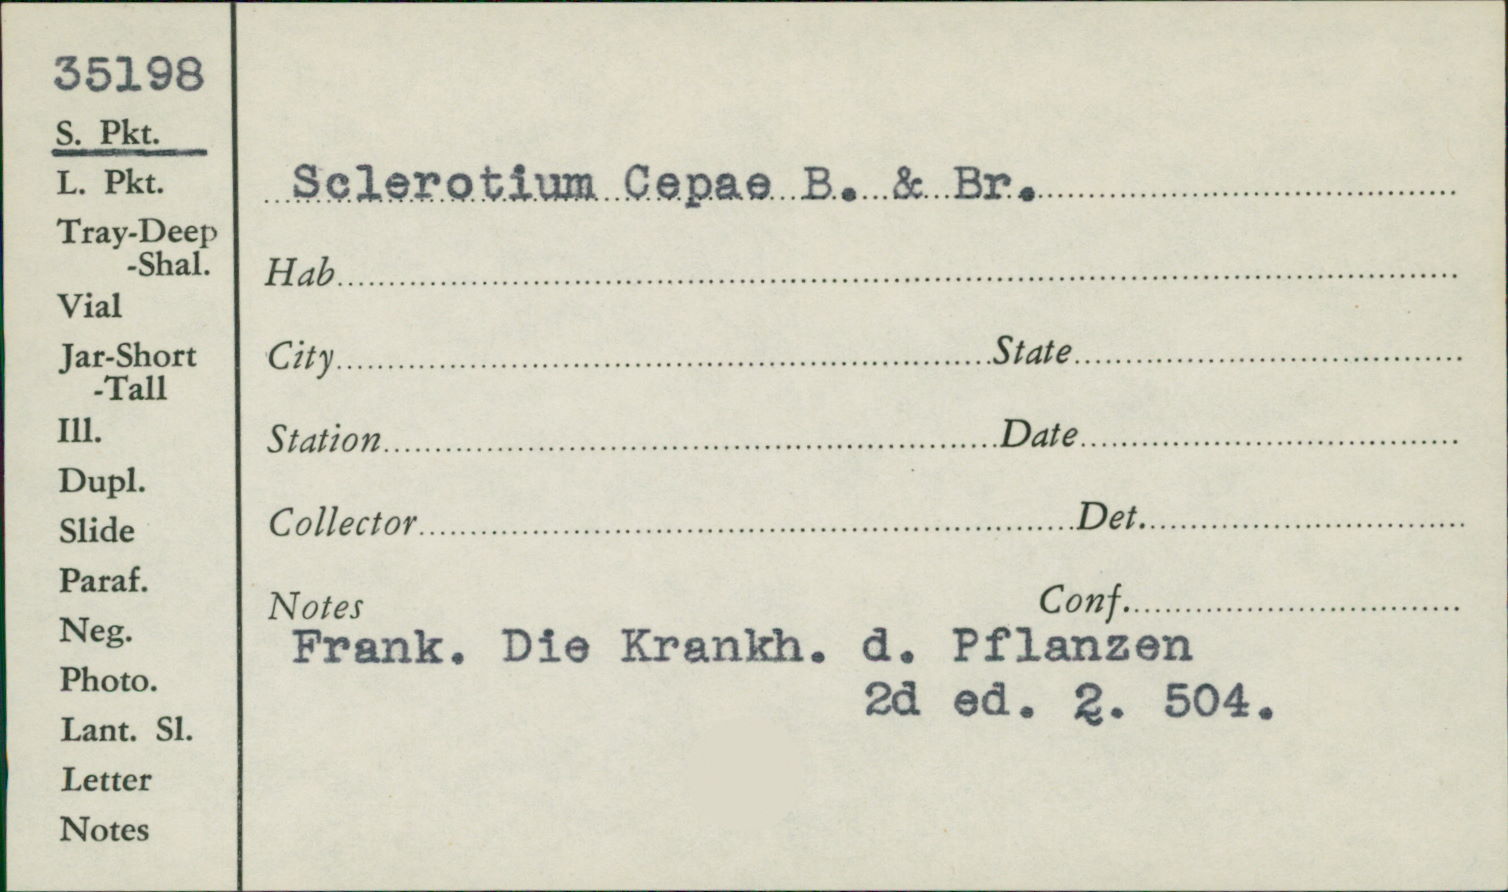 35198
S. Pkt.
L. Pkt.
Tray-Deep
-Shal.
Vial
Jar-Short
-Tall
Ill.
Dupl.
Slide
Paraf.
Neg.
Photo.
Lant. Sl.
Letter
Notes
Sclerotium Cepae B. & Br.
Hab
City State
Station Date
Collector Det.
Notes Conf.
Frank. Die Krankh. d. Pflanzen
2d ed. 2. 504.